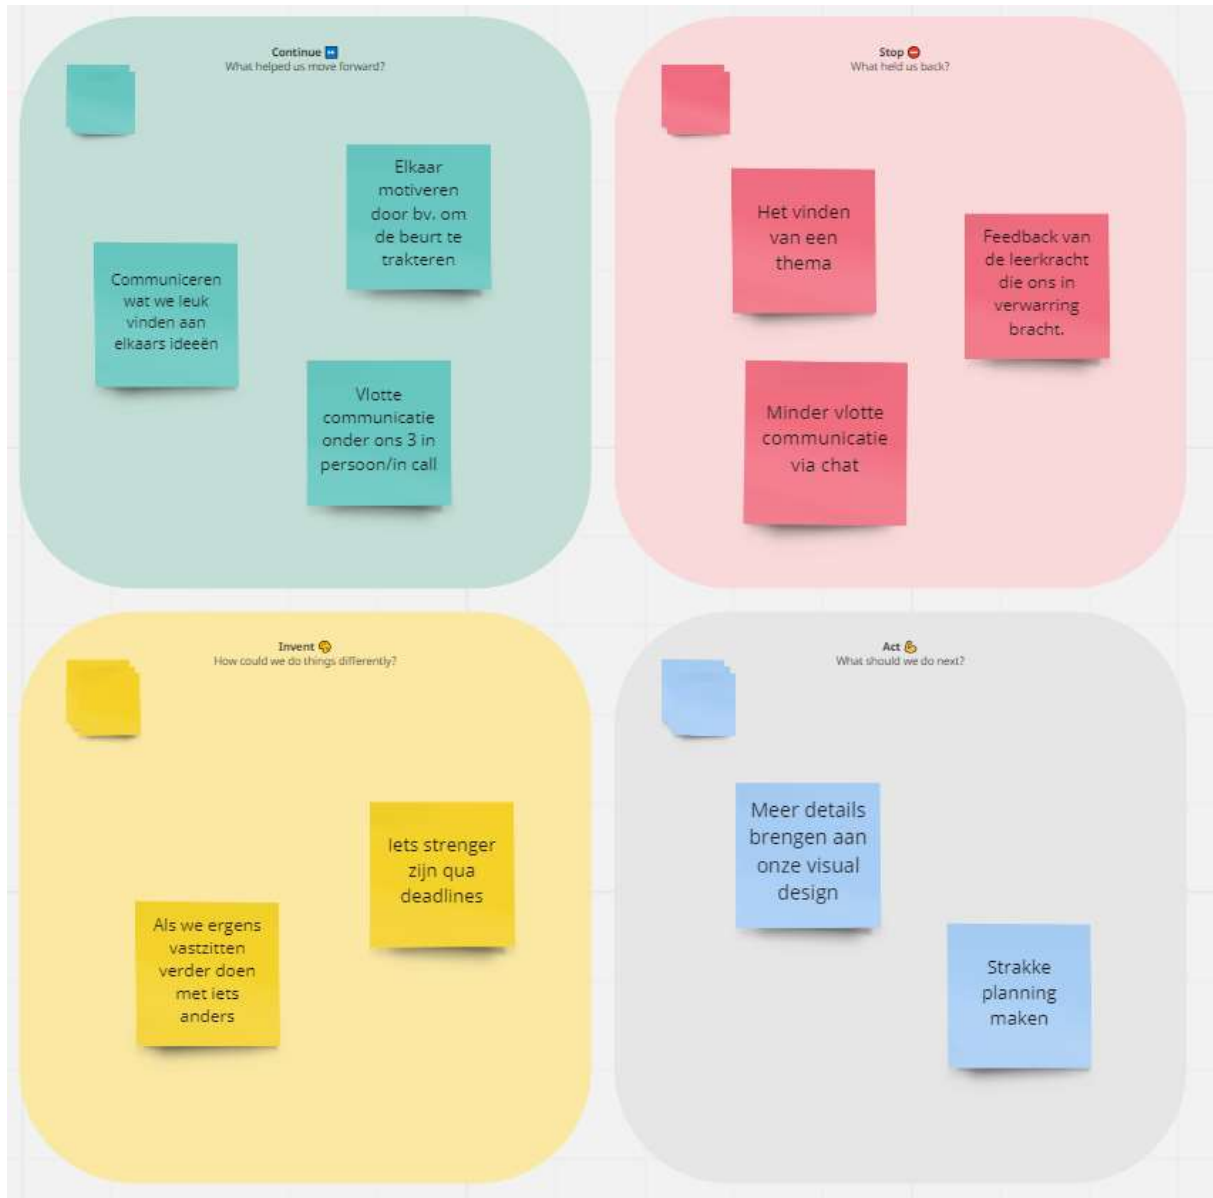 Continue ⏩
What helped us move forward?
Elkaar
motiveren
door bv. om
de beurt te
trakteren
Communiceren
wat we leuk
vinden aan
elkaars ideeën
Vlotte
communicatie
onder ons 3 in
persoon/in call
Stop ⛔
What held us back?
Het vinden
van een
thema
Feedback van
de leerkracht
die ons in
verwarring
bracht.
Minder vlotte
communicatie
via chat
Invent 🎨
How could we do things differently?
Iets strenger
zijn qua
deadlines
Als we ergens
vastzitten
verder doen
met iets
anders
Act 💪
What should we do next?
Meer details
brengen aan
onze visual
design
Strakke
planning
maken